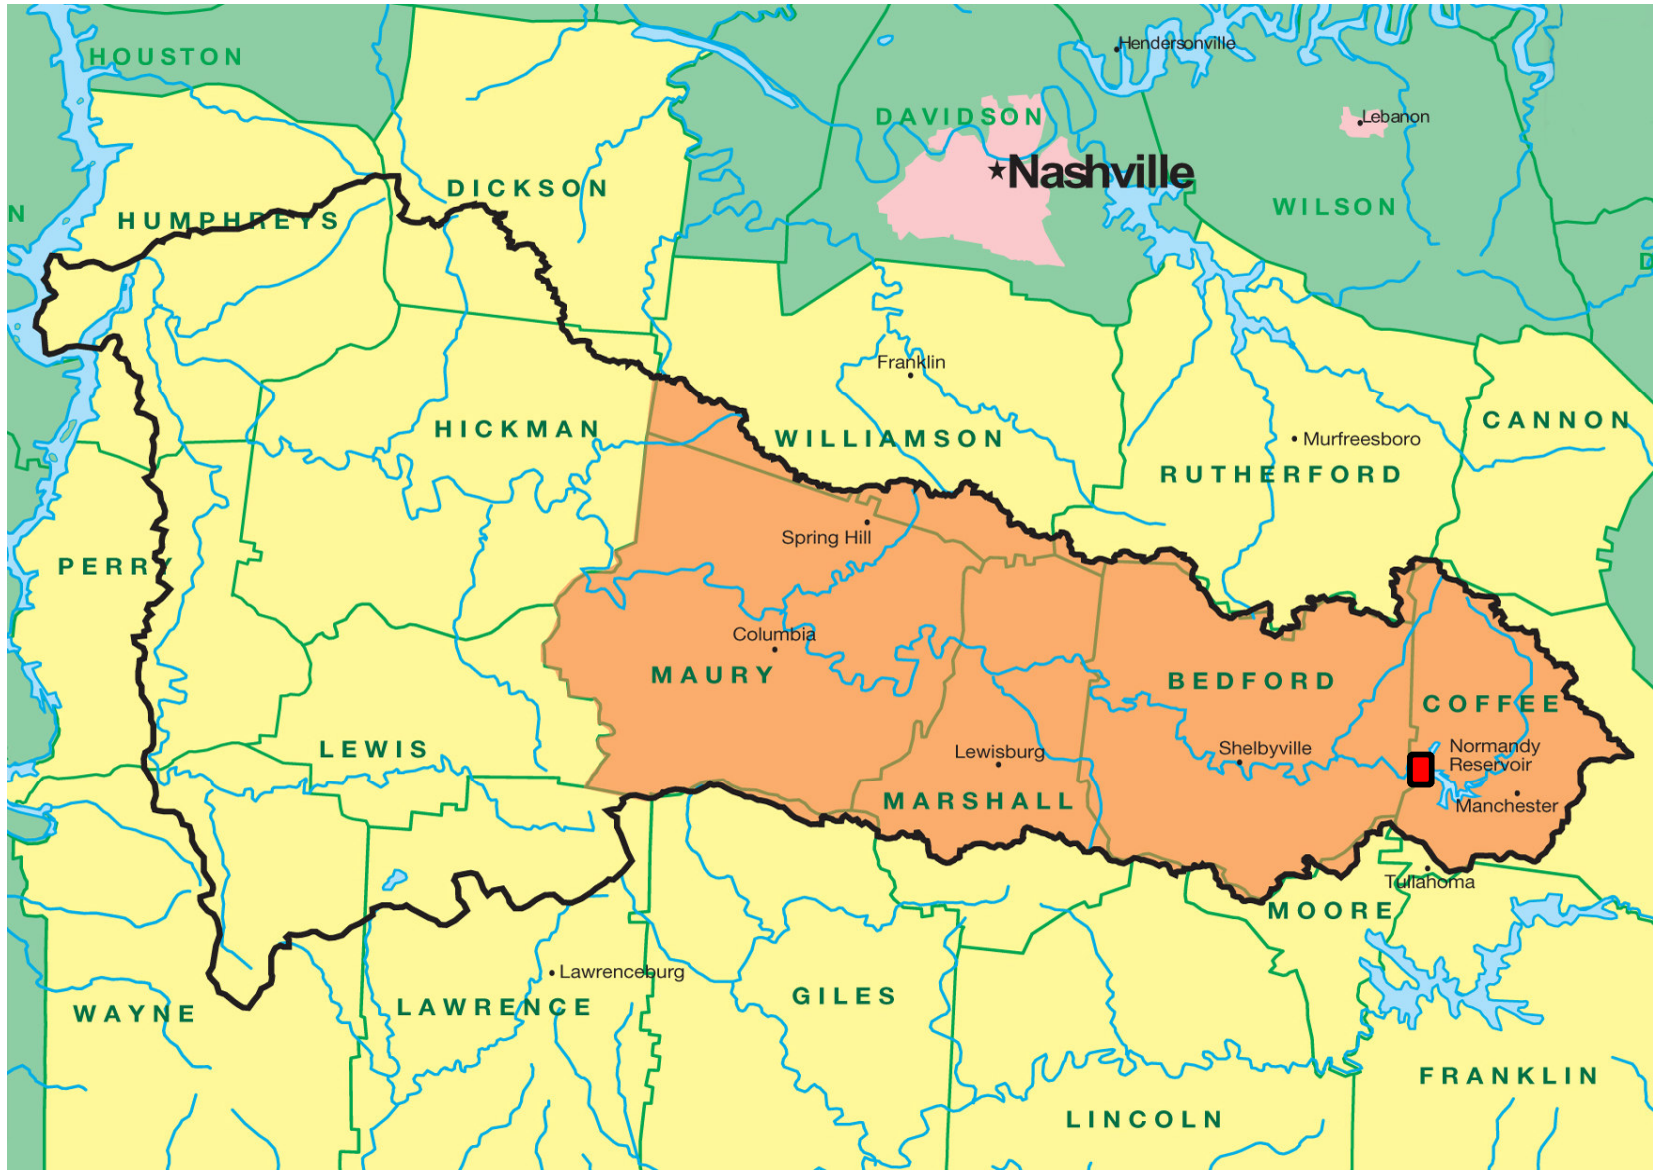 HOUSTON
Hendersonville
DAVIDSON
Lebanon
Nashville
DICKSON
N
HUMPHREYS
WILSON
D
Franklin
CANNON
HICKMAN
WILLIAMSON
Murfreesboro
RUTHERFORD
Spring Hill
PERRY
Columbia
MAURY
BEDFORD
COFFEE
LEWIS
Lewisburg
Shelbyville
Normandy
Reservoir
MARSHALL
Manchester
Tullahoma
MOORE
Lawrenceburg
GILES
LAWRENCE
WAYNE
FRANKLIN
LINCOLN